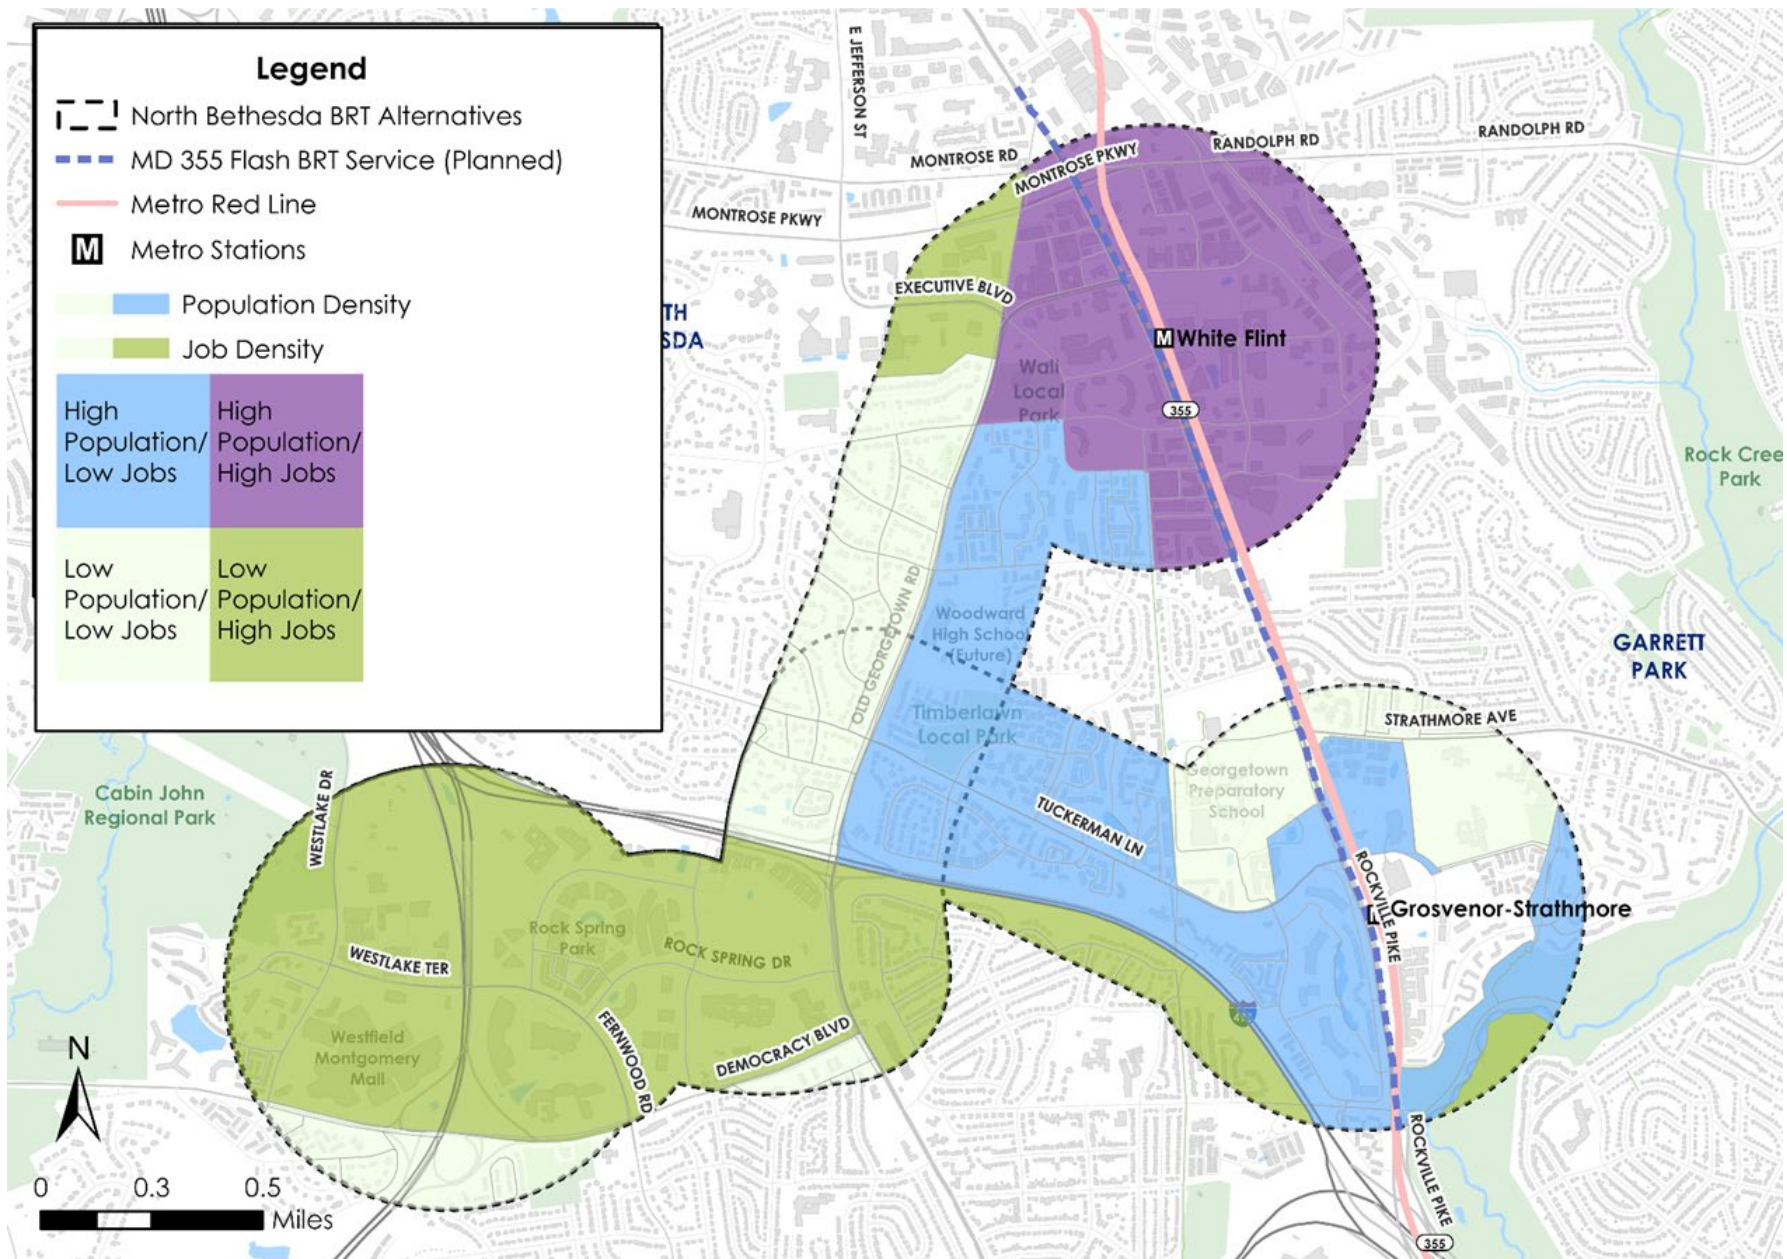 Legend
North Bethesda BRT Alternatives
MD 355 Flash BRT Service (Planned)
Metro Red Line
M
Metro Stations
Population Density
Job Density
High
Population/
Low Jobs
High
Population/
High Jobs
Low
Population/
Low Jobs
Low
Population/
High Jobs
E JEFFERSON ST
MONTROSE RD
MONTROSE PKWY
RANDOLPH RD
RANDOLPH RD
MONTROSE PKWY
EXECUTIVE BLVD
TH
SDA
M
White Flint
Wall
Local
Park
355
Rock Cree
Park
OLD GEORGETOWN RD
Woodward
High School
(Future)
GARRETT
PARK
Timberlawn
Local Park
STRATHMORE AVE
Georgetown
Preparatory
School
Cabin John
Regional Park
WESTLAKE DR
TUCKERMAN LN
ROCKVILLE PIKE
Grosvenor-Strathmore
Rock Spring
Park
ROCK SPRING DR
WESTLAKE TER
FERNWOOD RD
DEMOCRACY BLVD
Westfield
Montgomery
Mall
N
ROCKVILLE PIKE
355
0 0.3 0.5
Miles